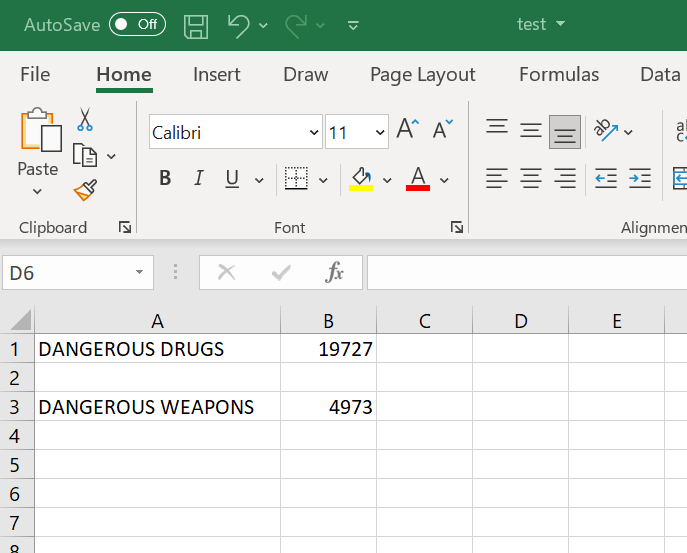 AutoSave Off test
File Home Insert Draw Page Layout Formulas Data
Calibri 11 A A ab
Paste B I U A c
Clipboard Font Alignmen
D6 fx
A B C D E
1 DANGEROUS DRUGS 19727
2
3 DANGEROUS WEAPONS 4973
4
5
6
7
8